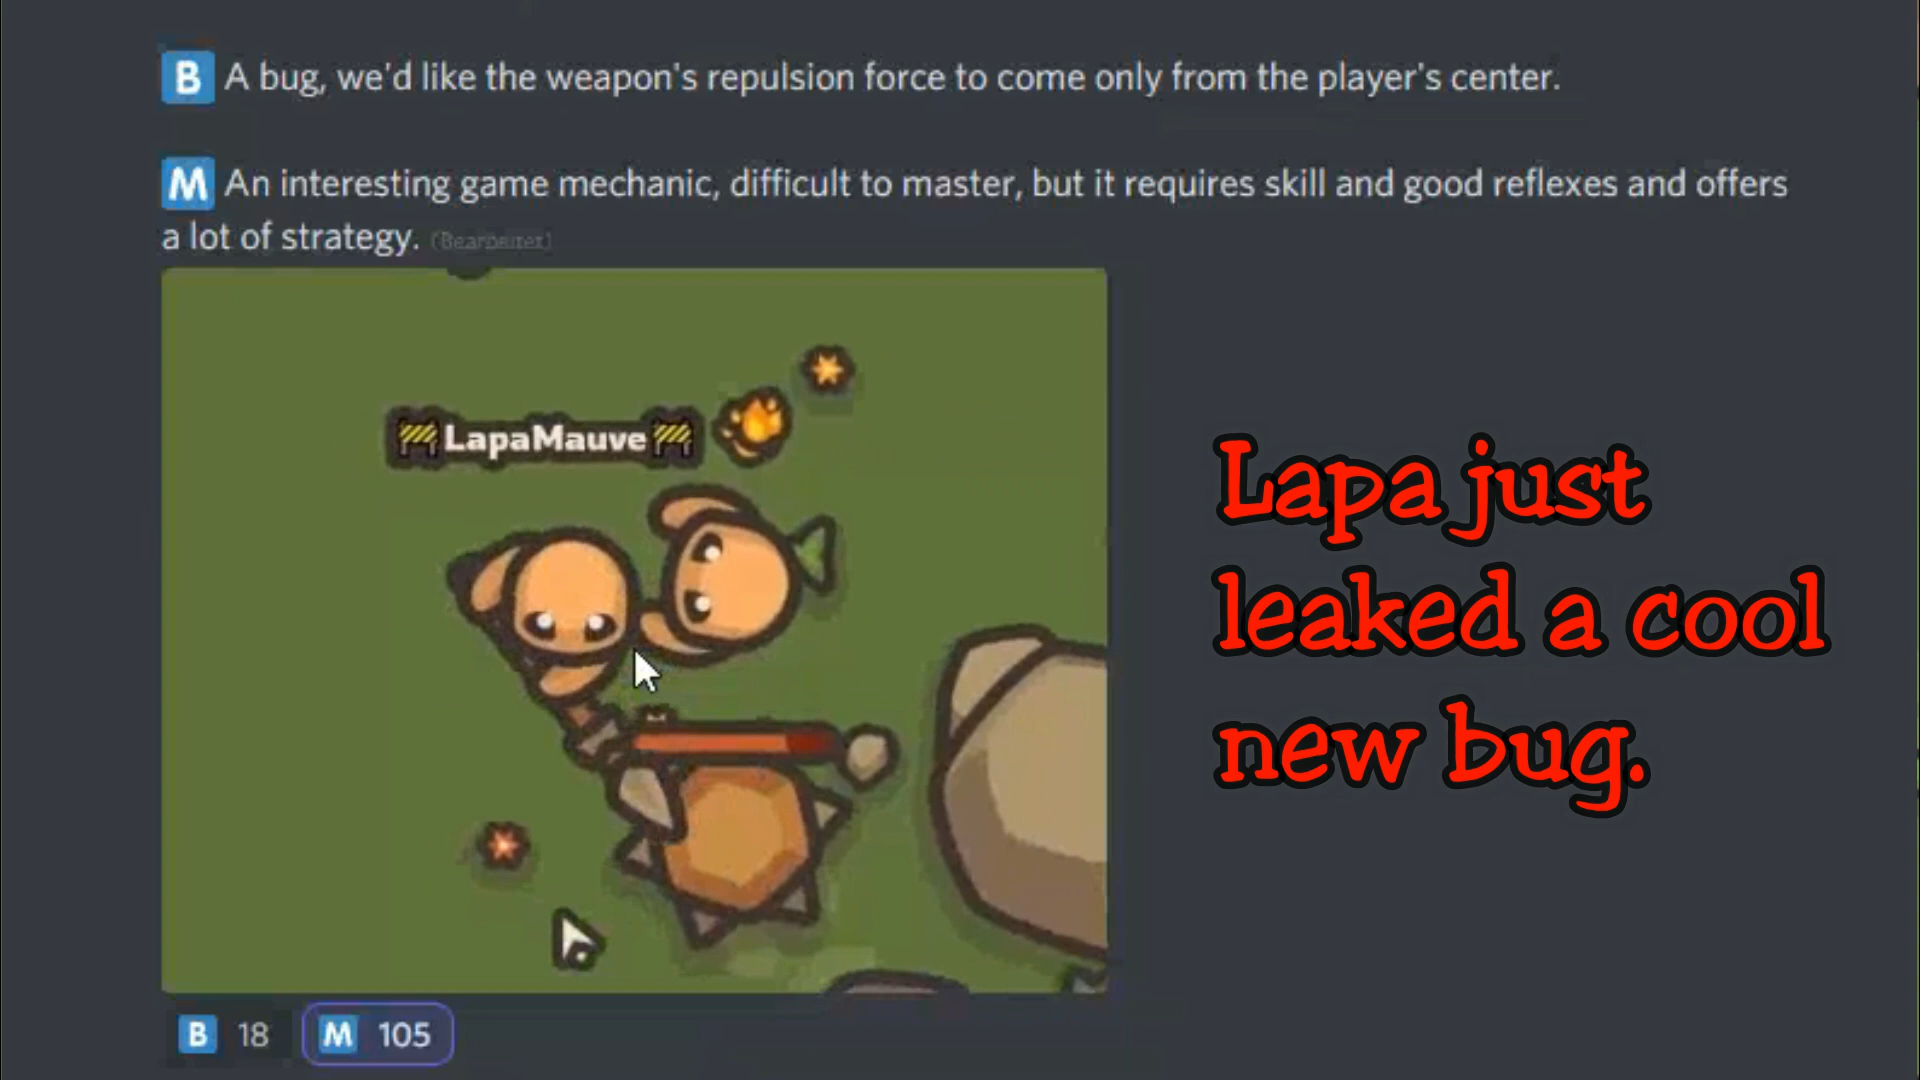 B A bug, we'd like the weapon's repulsion force to come only from the player's center.
M An interesting game mechanic, difficult to master, but it requires skill and good reflexes and offers
a lot of strategy. (Bearbeitet)
LapaMauve
Lapa just
leaked a cool
new bug.
B 18 M 105